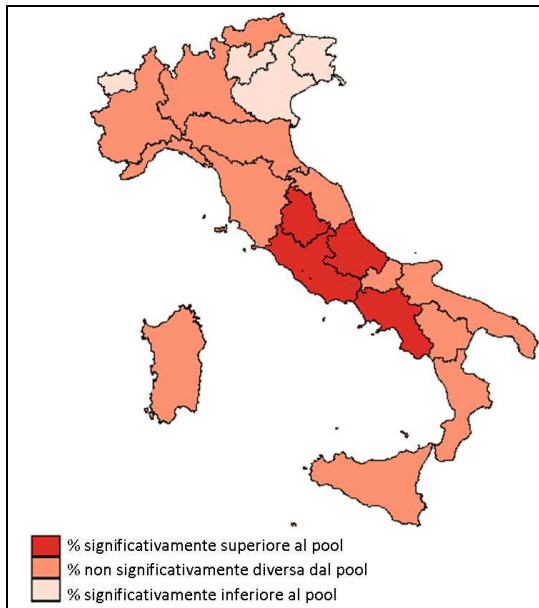 % significativamente superiore al pool
% non significativamente diversa dal pool
% significativamente inferiore al pool